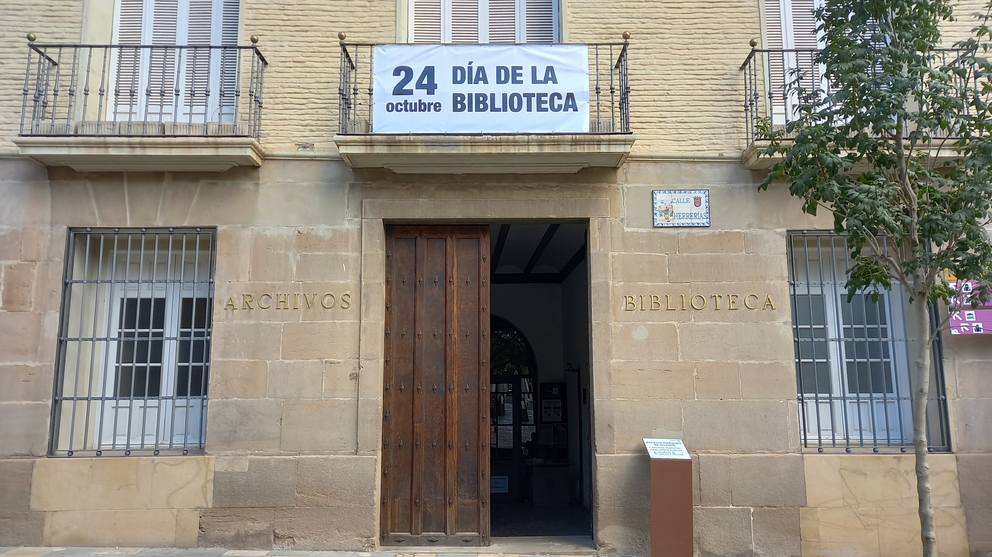 24 DÍA DE LA
octubre BIBLIOTECA
CALLE
HERRERÍAS
ARCHIVOS
BIBLIOTECA